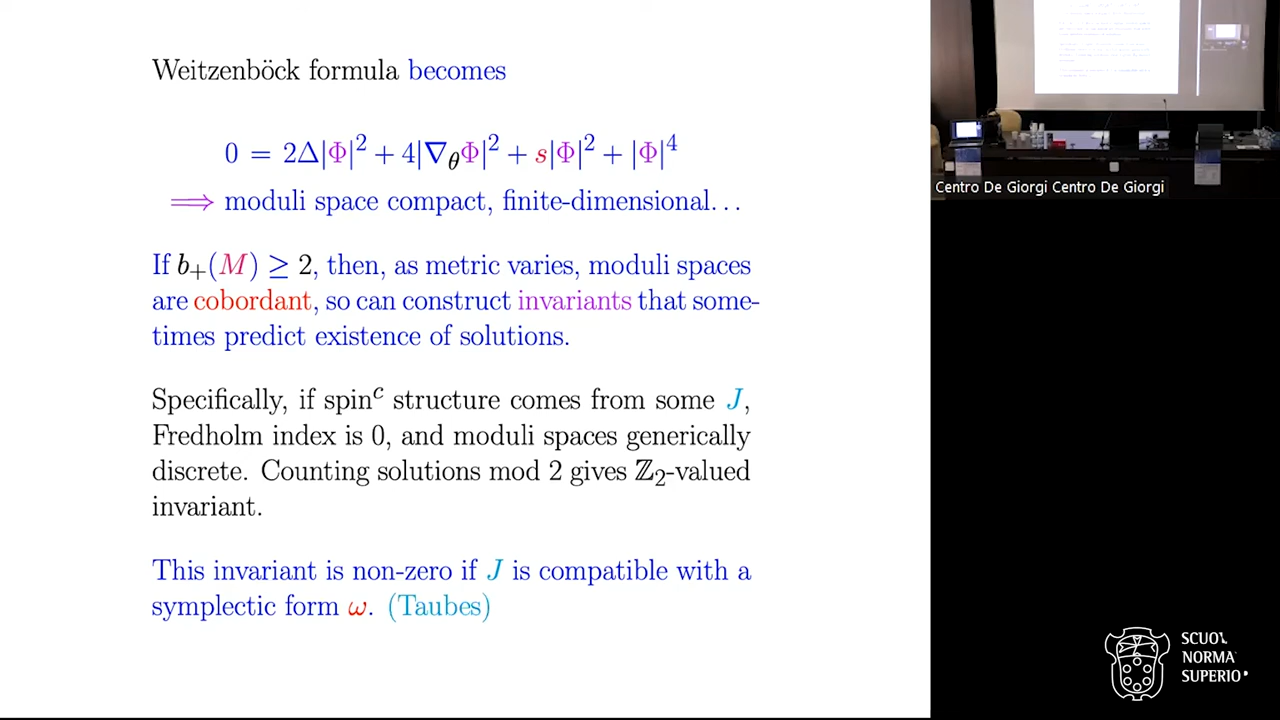 Weitzenböck formula becomes
0 = 2Δ|Φ|² + 4|∇_θΦ|² + s|Φ|² + |Φ|⁴
⟹ moduli space compact, finite-dimensional. . .
If b₊(M) ≥ 2, then, as metric varies, moduli spaces
are cobordant, so can construct invariants that some-
times predict existence of solutions.
Specifically, if spinᶜ structure comes from some J,
Fredholm index is 0, and moduli spaces generically
discrete. Counting solutions mod 2 gives ℤ₂-valued
invariant.
This invariant is non-zero if J is compatible with a
symplectic form ω. (Taubes)
Centro De Giorgi Centro De Giorgi
SCUO
NORMA
SUPERIO